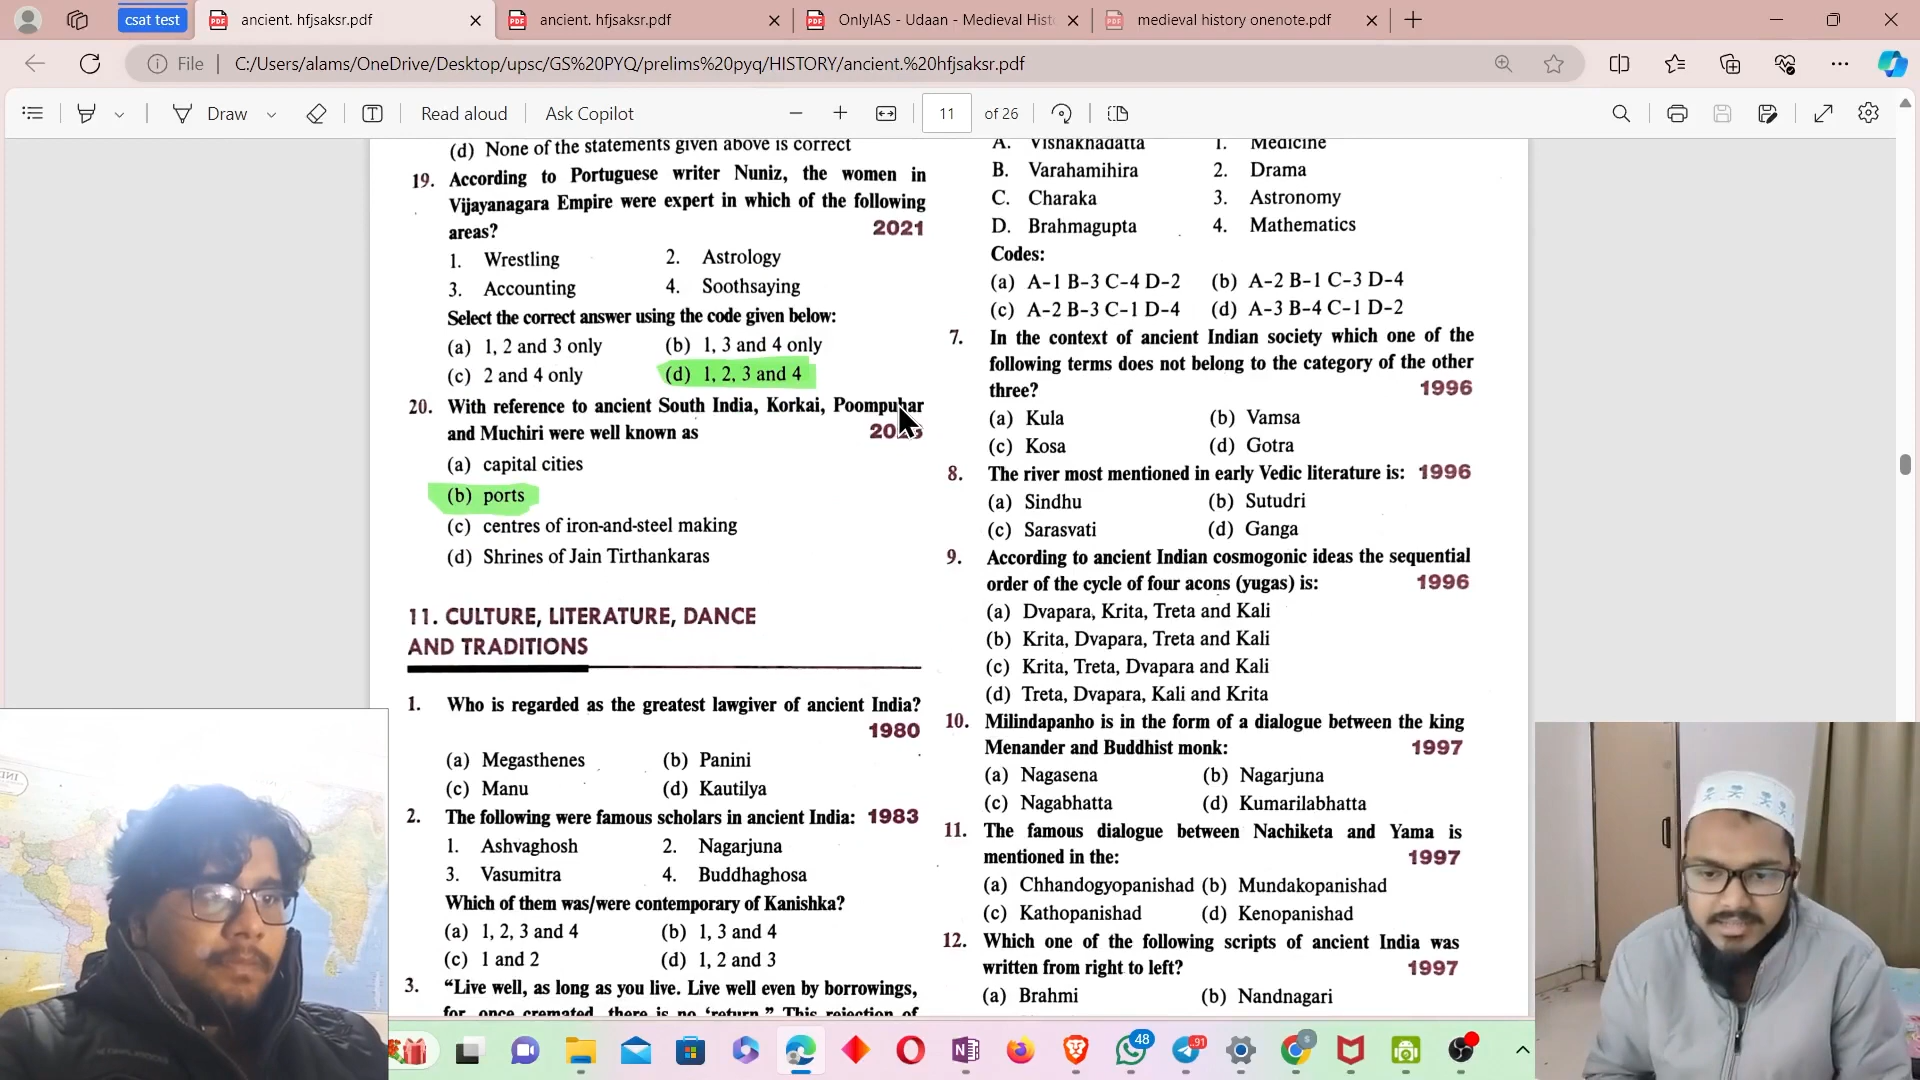 csat test
ancient. hfjsaksr.pdf
ancient. hfjsaksr.pdf
OnlyIAS - Udaan - Medieval Hist
medieval history onenote.pdf
File
C:/Users/alams/OneDrive/Desktop/upsc/GS%20PYQ/prelims%20pyq/HISTORY/ancient.%20hfjsaksr.pdf
Draw
Read aloud
Ask Copilot
11
of 26
(d) None of the statements given above is correct
19. According to Portuguese writer Nuniz, the women in
Vijayanagara Empire were expert in which of the following
areas? 2021
1. Wrestling 2. Astrology
3. Accounting 4. Soothsaying
Select the correct answer using the code given below:
(a) 1, 2 and 3 only (b) 1, 3 and 4 only
(c) 2 and 4 only (d) 1, 2, 3 and 4
20. With reference to ancient South India, Korkai, Poompuhar
and Muchiri were well known as
(a) capital cities
(b) ports
(c) centres of iron-and-steel making
(d) Shrines of Jain Tirthankaras
11. CULTURE, LITERATURE, DANCE
AND TRADITIONS
1. Who is regarded as the greatest lawgiver of ancient India?
1980
(a) Megasthenes (b) Panini
(c) Manu (d) Kautilya
2. The following were famous scholars in ancient India: 1983
1. Ashvaghosh 2. Nagarjuna
3. Vasumitra 4. Buddhaghosa
Which of them was/were contemporary of Kanishka?
(a) 1, 2, 3 and 4 (b) 1, 3 and 4
(c) 1 and 2 (d) 1, 2 and 3
3. “Live well, as long as you live. Live well even by borrowings,
for, once cremated, there is no ‘return.” This rejection of
A. Vishakhadatta 1. Medicine
B. Varahamihira 2. Drama
C. Charaka 3. Astronomy
D. Brahmagupta 4. Mathematics
Codes:
(a) A-1 B-3 C-4 D-2 (b) A-2 B-1 C-3 D-4
(c) A-2 B-3 C-1 D-4 (d) A-3 B-4 C-1 D-2
7. In the context of ancient Indian society which one of the
following terms does not belong to the category of the other
three? 1996
(a) Kula (b) Vamsa
(c) Kosa (d) Gotra
8. The river most mentioned in early Vedic literature is: 1996
(a) Sindhu (b) Sutudri
(c) Sarasvati (d) Ganga
9. According to ancient Indian cosmogonic ideas the sequential
order of the cycle of four acons (yugas) is: 1996
(a) Dvapara, Krita, Treta and Kali
(b) Krita, Dvapara, Treta and Kali
(c) Krita, Treta, Dvapara and Kali
(d) Treta, Dvapara, Kali and Krita
10. Milindapanho is in the form of a dialogue between the king
Menander and Buddhist monk: 1997
(a) Nagasena (b) Nagarjuna
(c) Nagabhatta (d) Kumarilabhatta
11. The famous dialogue between Nachiketa and Yama is
mentioned in the: 1997
(a) Chhandogyopanishad (b) Mundakopanishad
(c) Kathopanishad (d) Kenopanishad
12. Which one of the following scripts of ancient India was
written from right to left? 1997
(a) Brahmi (b) Nandnagari
48
91